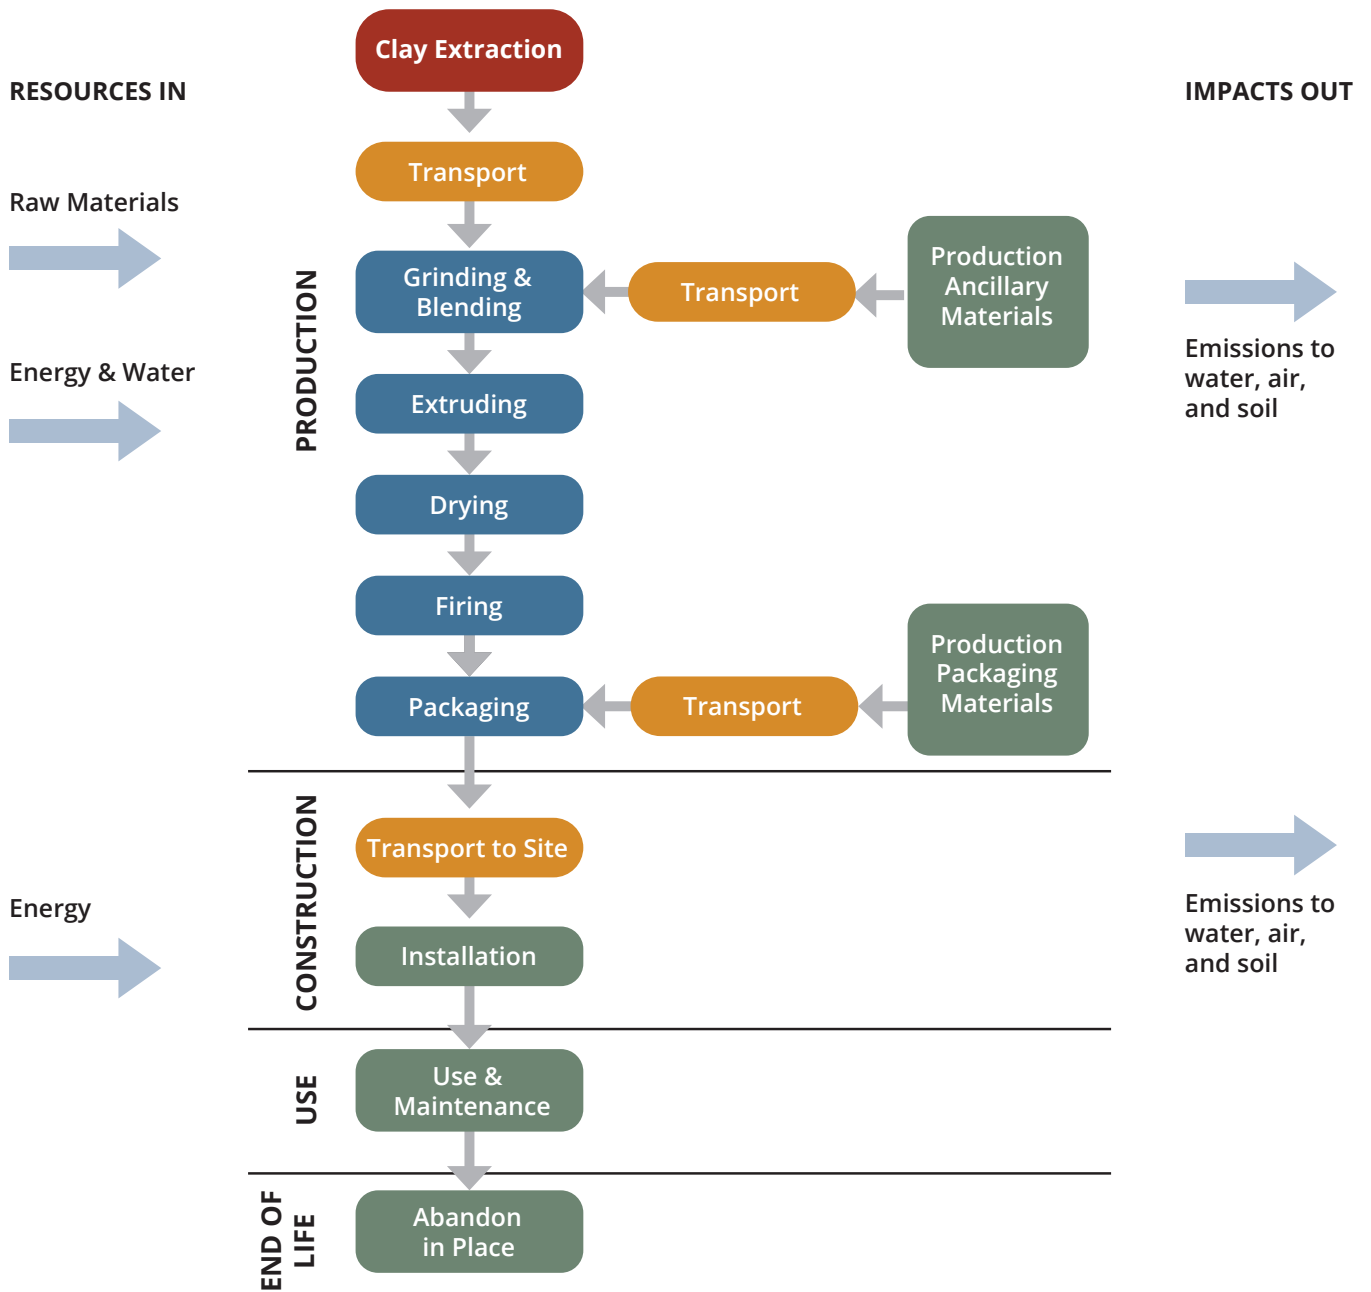 Clay Extraction
RESOURCES IN
IMPACTS OUT
Transport
Raw Materials
PRODUCTION
Grinding &
Blending
Transport
Production
Ancillary
Materials
Emissions to
water, air,
and soil
Energy & Water
Extruding
Drying
Firing
Packaging
Transport
Production
Packaging
Materials
CONSTRUCTION
Transport to Site
Energy
Installation
Emissions to
water, air,
and soil
USE
Use &
Maintenance
END OF
LIFE
Abandon
in Place